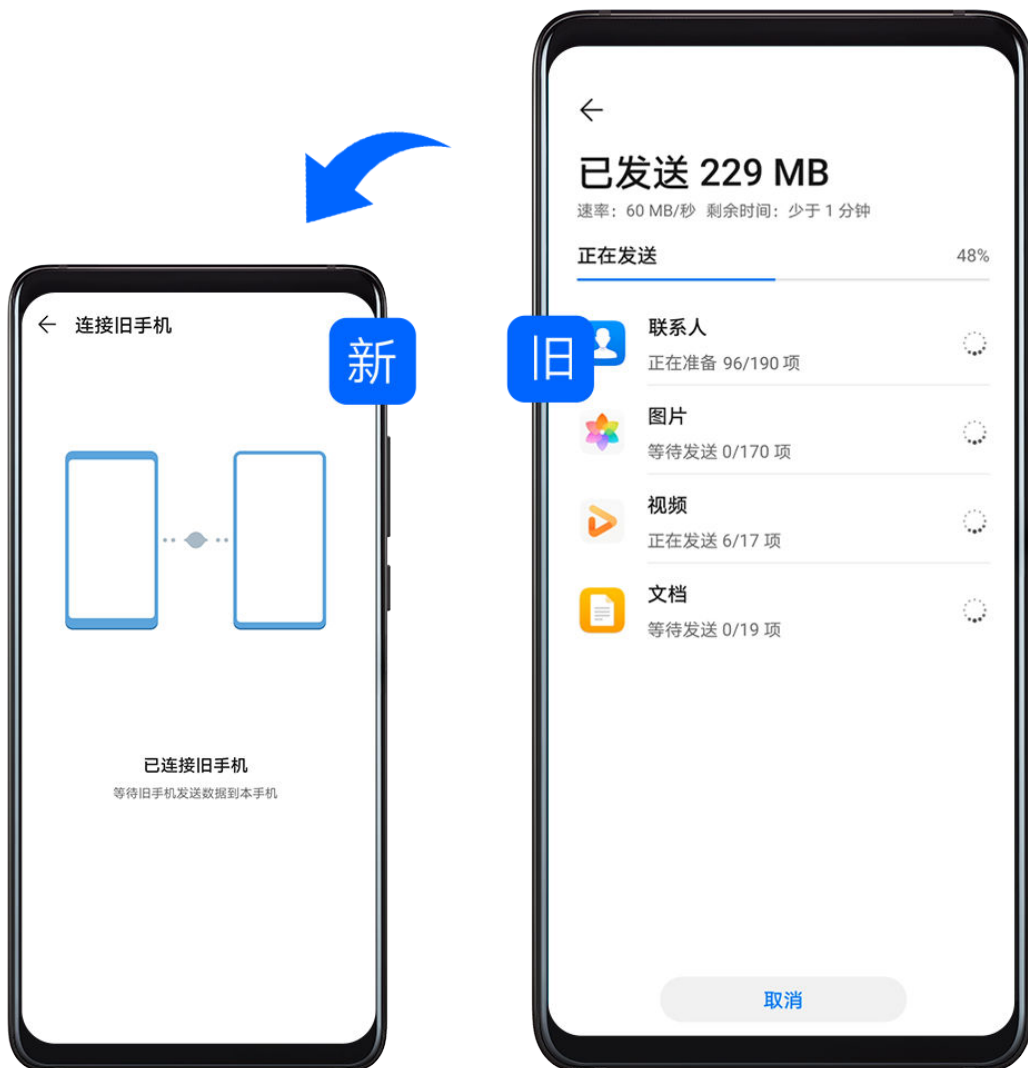 连接旧手机
新
已连接旧手机
等待旧手机发送数据到本手机
旧
已发送 229 MB
速率：60 MB/秒 剩余时间：少于 1 分钟
正在发送 48%
联系人
正在准备 96/190 项
图片
等待发送 0/170 项
视频
正在发送 6/17 项
文档
等待发送 0/19 项
取消